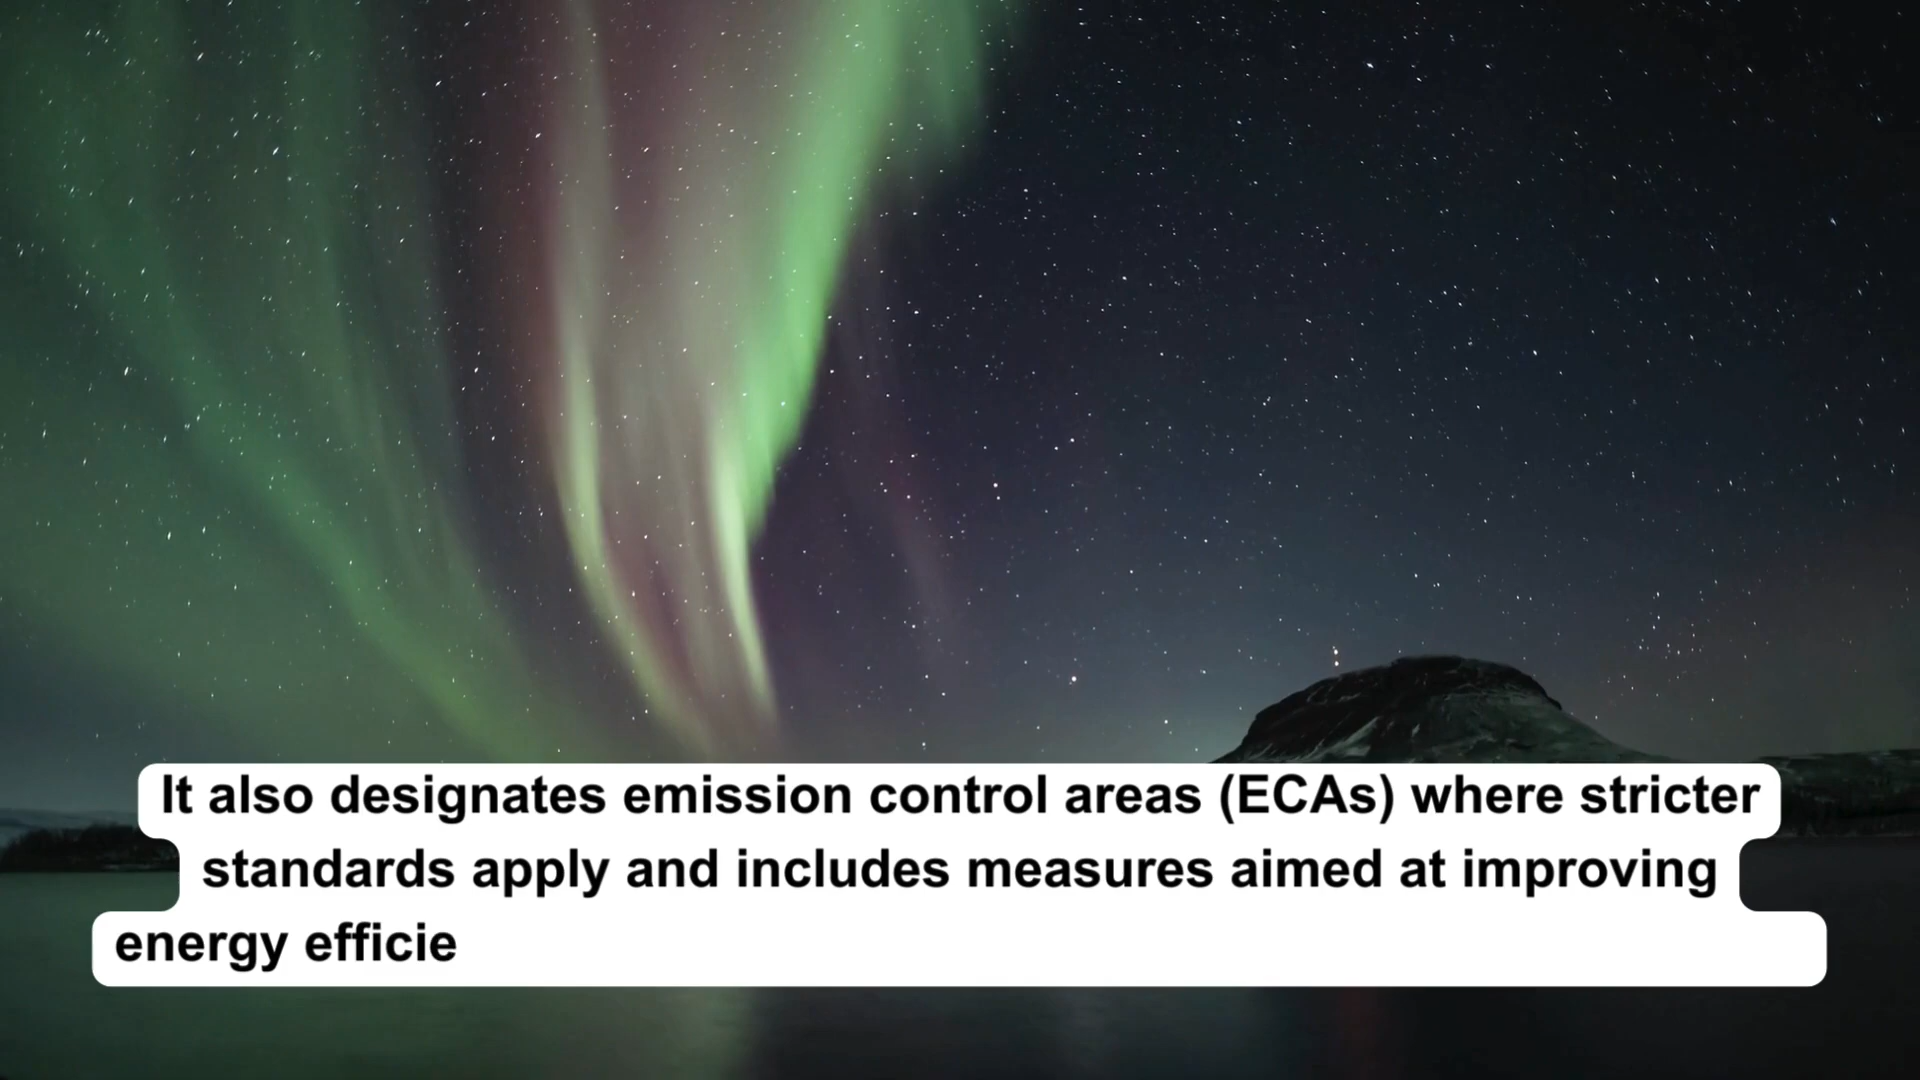 It also designates emission control areas (ECAs) where stricter
standards apply and includes measures aimed at improving
energy efficie